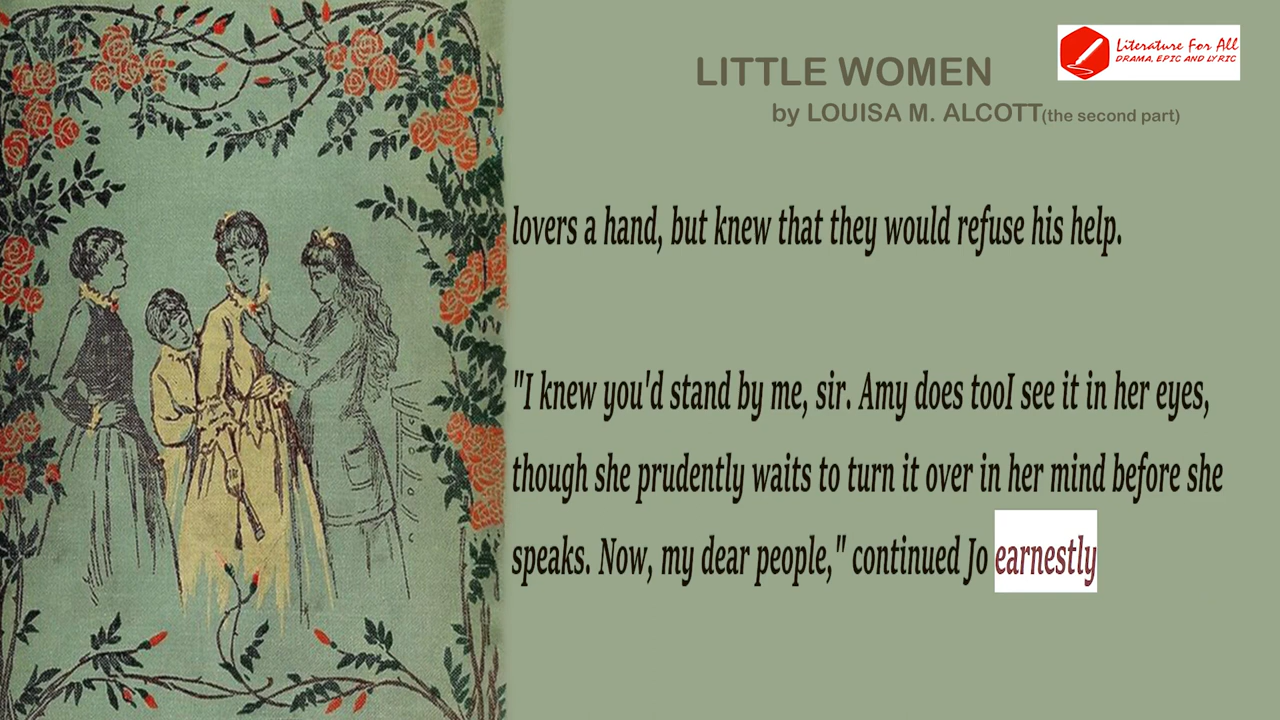 LITTLE WOMEN
by LOUISA M. ALCOTT(the second part)
Literature For All
DRAMA, EPIC AND LYRIC
lovers a hand, but knew that they would refuse his help.
"I knew you'd stand by me, sir. Amy does tooI see it in her eyes,
though she prudently waits to turn it over in her mind before she
speaks. Now, my dear people," continued Jo earnestly